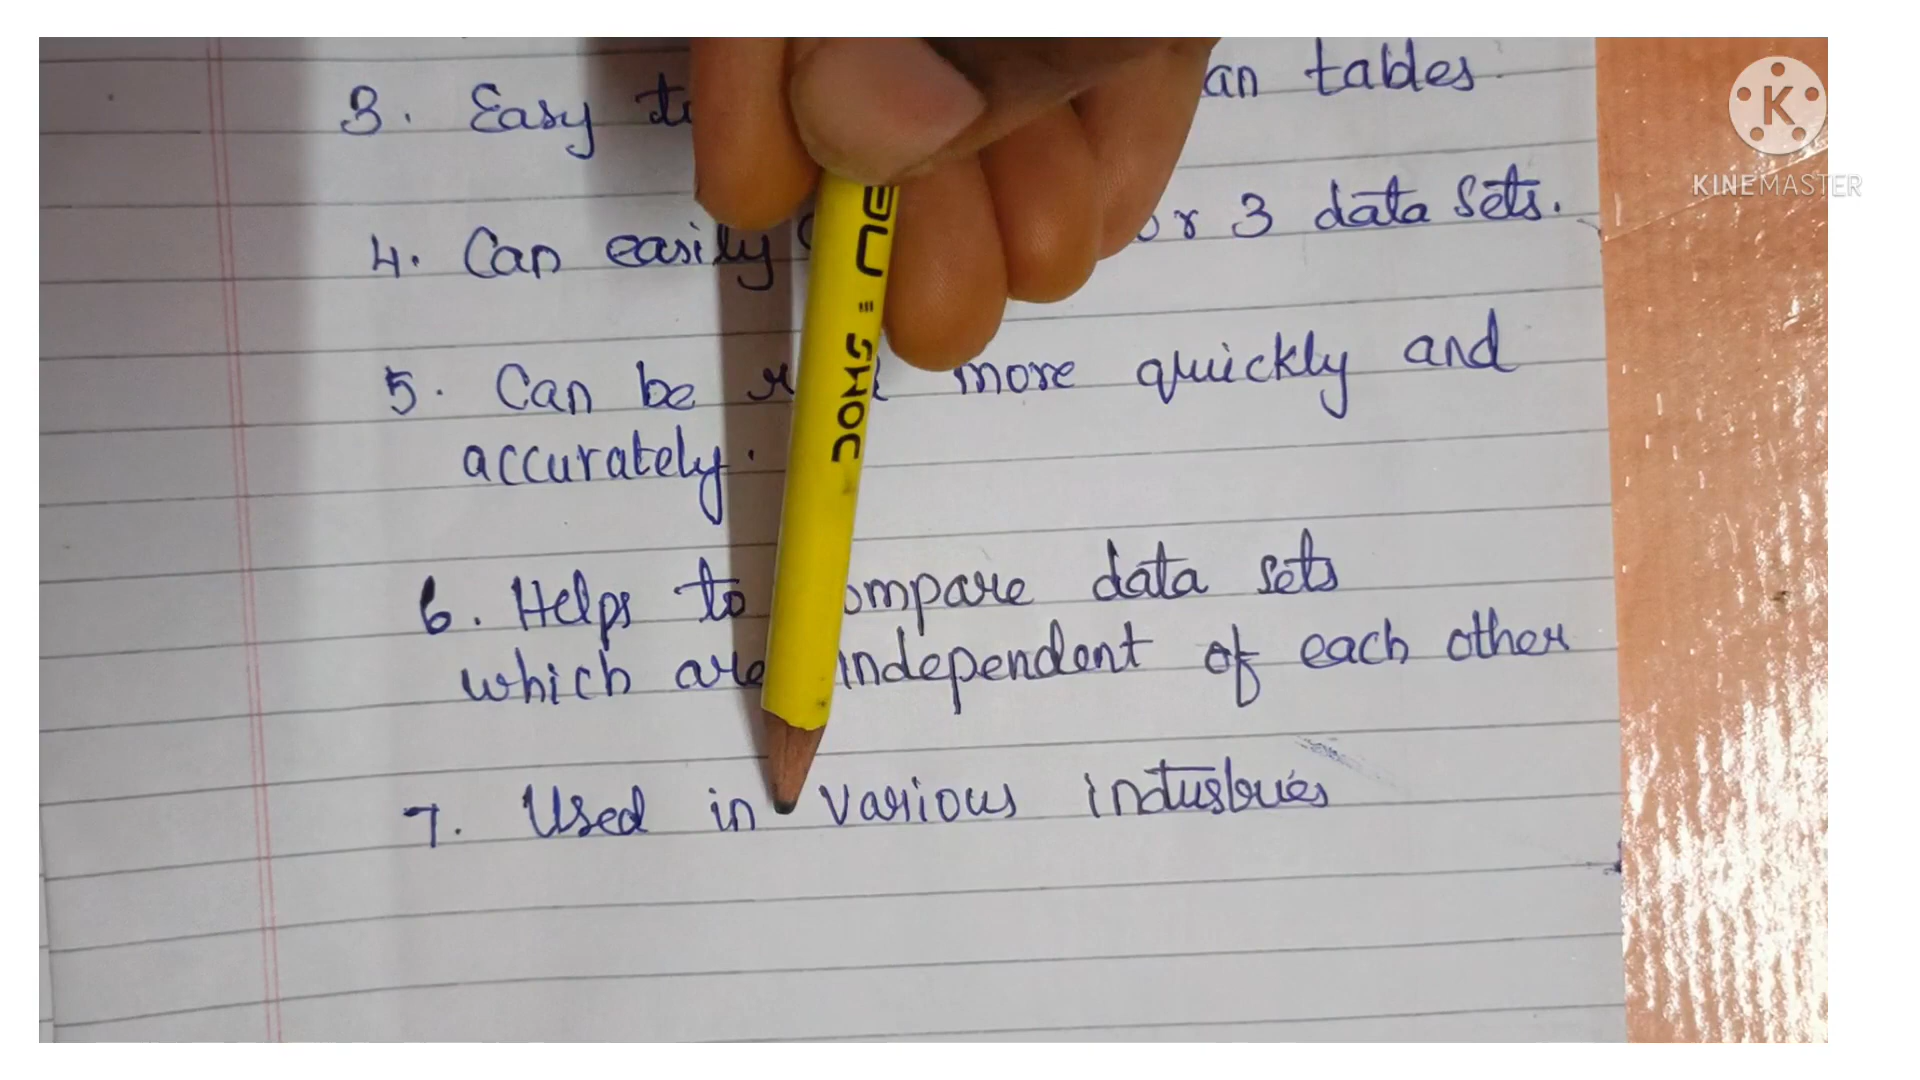 3. Easy to an tables
4. Can easily or 3 data sets.
5. Can be more quickly and
accurately.
6. Helps to ompare data sets
which are independent of each other
7. Used in various industries
KINEMASTER